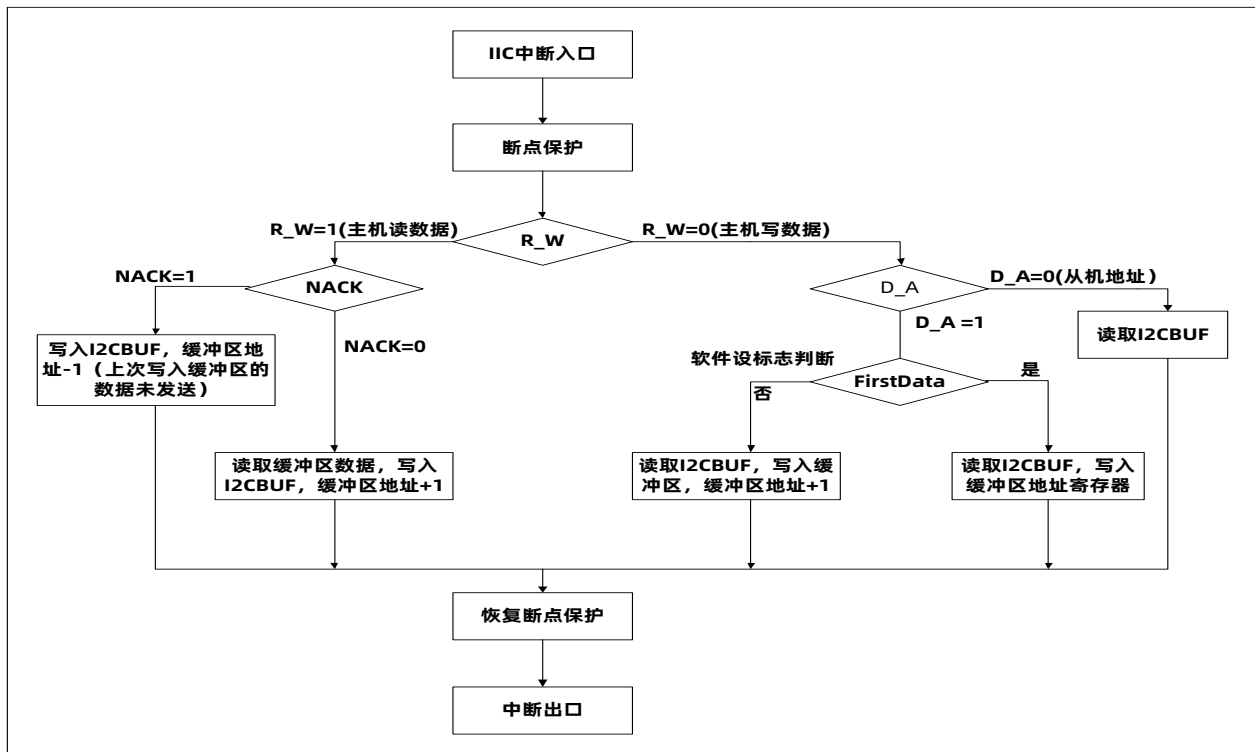 IIC中断入口
断点保护
R_W=1(主机读数据)
R_W
R_W=0(主机写数据)
NACK=1
NACK
D_A
D_A=0(从机地址)
NACK=0
D_A =1
读取I2CBUF
写入I2CBUF，缓冲区地
址-1（上次写入缓冲区的
数据未发送）
软件设标志判断
FirstData
否
是
读取缓冲区数据，写入
I2CBUF，缓冲区地址+1
读取I2CBUF，写入缓
冲区，缓冲区地址+1
读取I2CBUF，写入
缓冲区地址寄存器
恢复断点保护
中断出口